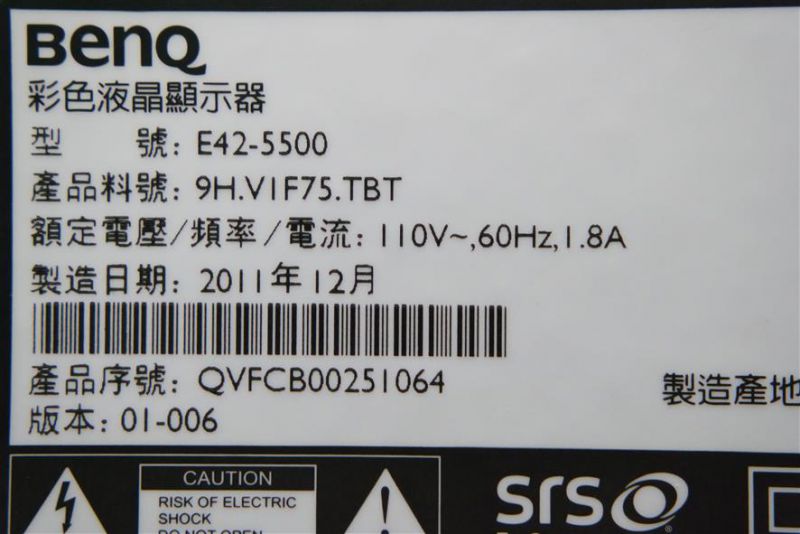 BenQ
彩色液晶顯示器
型 號: E42-5500
產品料號: 9H.V1F75.TBT
額定電壓/頻率/電流: 110V~,60Hz,1.8A
製造日期: 2011年12月
產品序號: QVFCB00251064
製造產地
版本: 01-006
CAUTION
RISK OF ELECTRIC
SHOCK
DO NOT OPEN
SRS